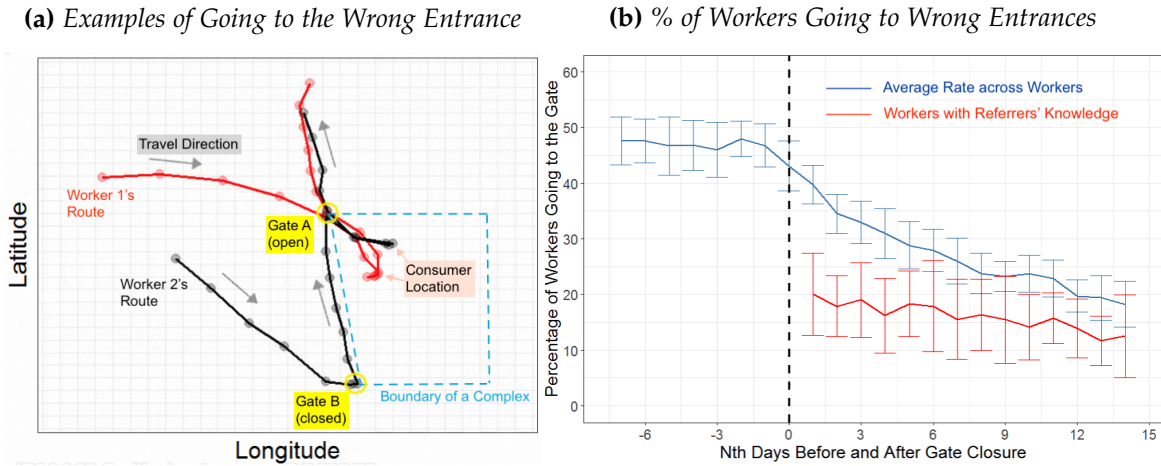 (a) Examples of Going to the Wrong Entrance
Latitude
Travel Direction
Worker 1's
Route
Gate A
(open)
Consumer
Location
Worker 2's
Route
Gate B
(closed)
Boundary of a Complex
Longitude
(b) % of Workers Going to Wrong Entrances
Percentage of Workers Going to the Gate
60
50
40
30
20
10
0
Average Rate across Workers
Workers with Referrers' Knowledge
-6 -3 0 3 6 9 12 15
Nth Days Before and After Gate Closure